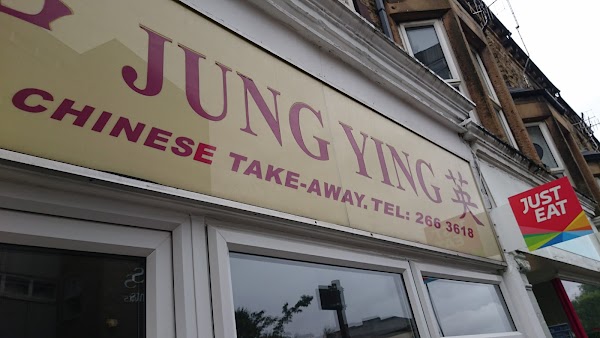 JUNG YING 英
CHINESE TAKE-AWAY. TEL: 266 3618
JUST
EAT